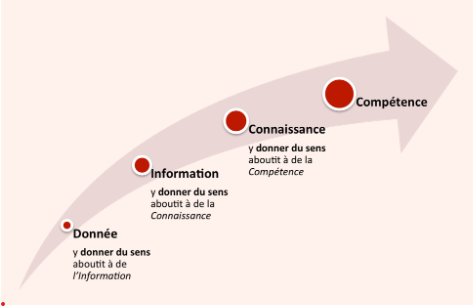 Compétence
Connaissance
y donner du sens
aboutit à de la
Compétence
Information
y donner du sens
aboutit à de la
Connaissance
Donnée
y donner du sens
aboutit à de
l'Information